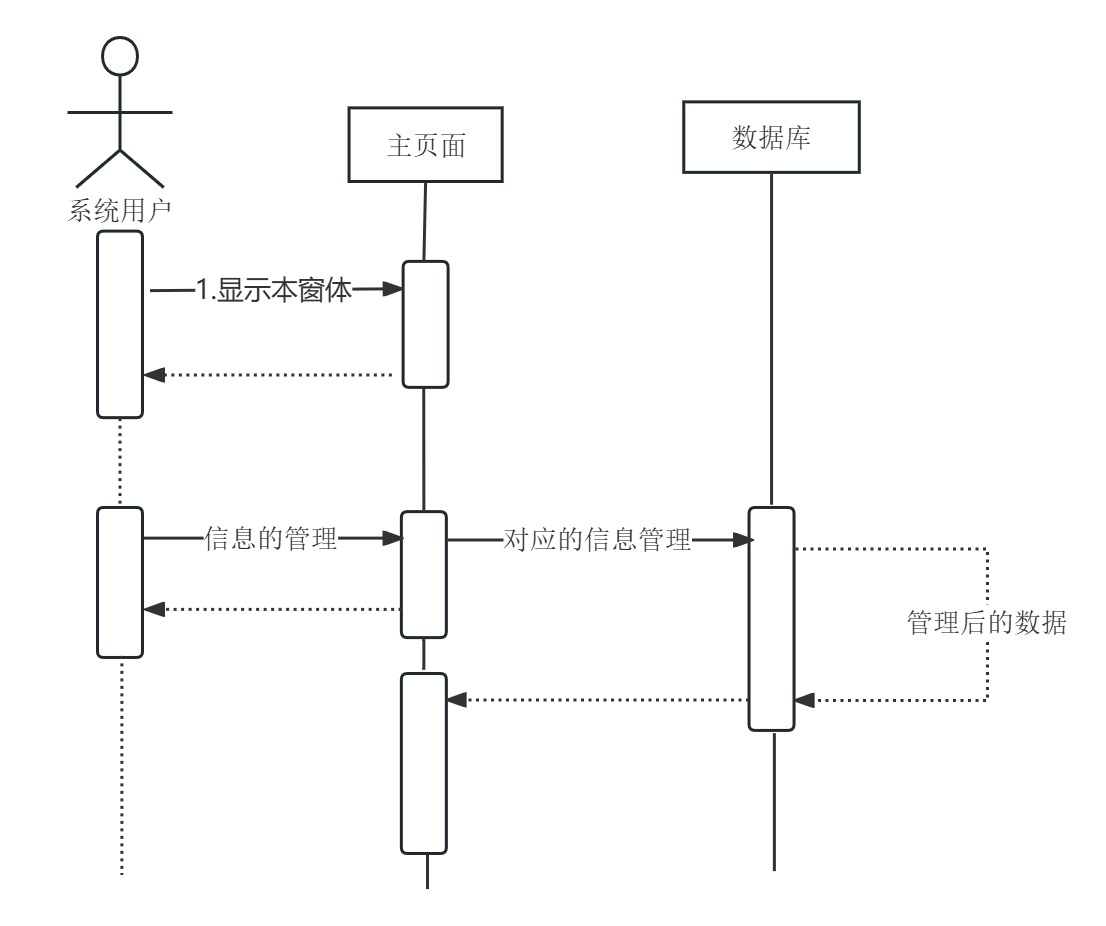 主页面
数据库
系统用户
1.显示本窗体
信息的管理
对应的信息管理
管理后的数据